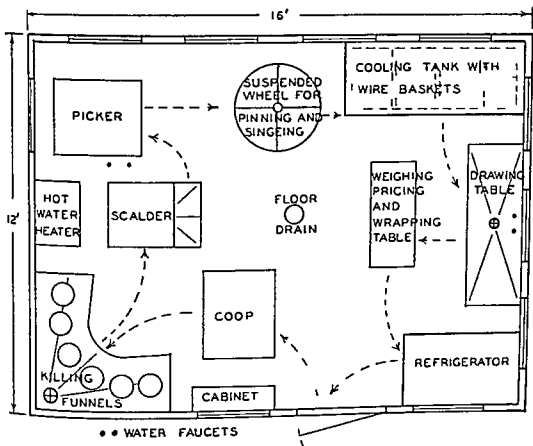 16'
SUSPENDED
WHEEL FOR
PINNING AND
SINGEING
COOLING TANK WITH
WIRE BASKETS
PICKER
12'
HOT
WATER
HEATER
SCALDER
FLOOR
DRAIN
WEIGHING
PRICING
AND
WRAPPING
TABLE
DRAWING
TABLE
COOP
KILLING
FUNNELS
CABINET
REFRIGERATOR
WATER FAUCETS